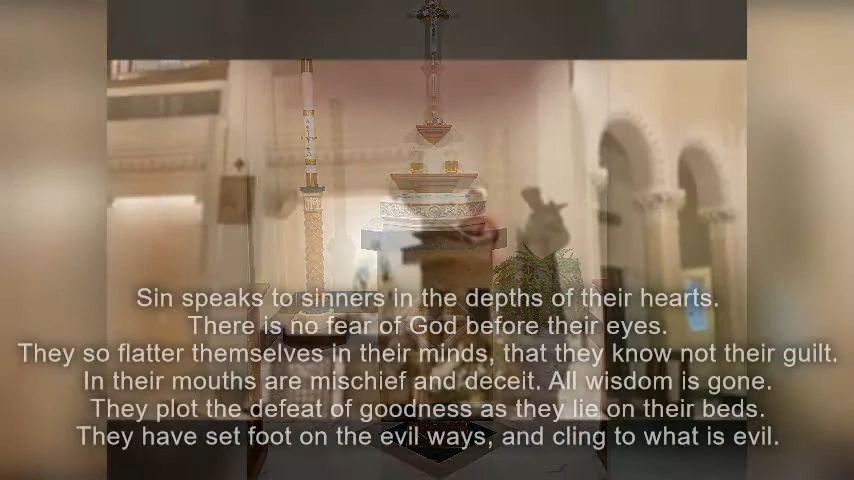 Sin speaks to sinners in the depths of their hearts.
There is no fear of God before their eyes.
They so flatter themselves in their minds, that they know not their guilt.
In their mouths are mischief and deceit. All wisdom is gone.
They plot the defeat of goodness as they lie on their beds.
They have set foot on the evil ways, and cling to what is evil.